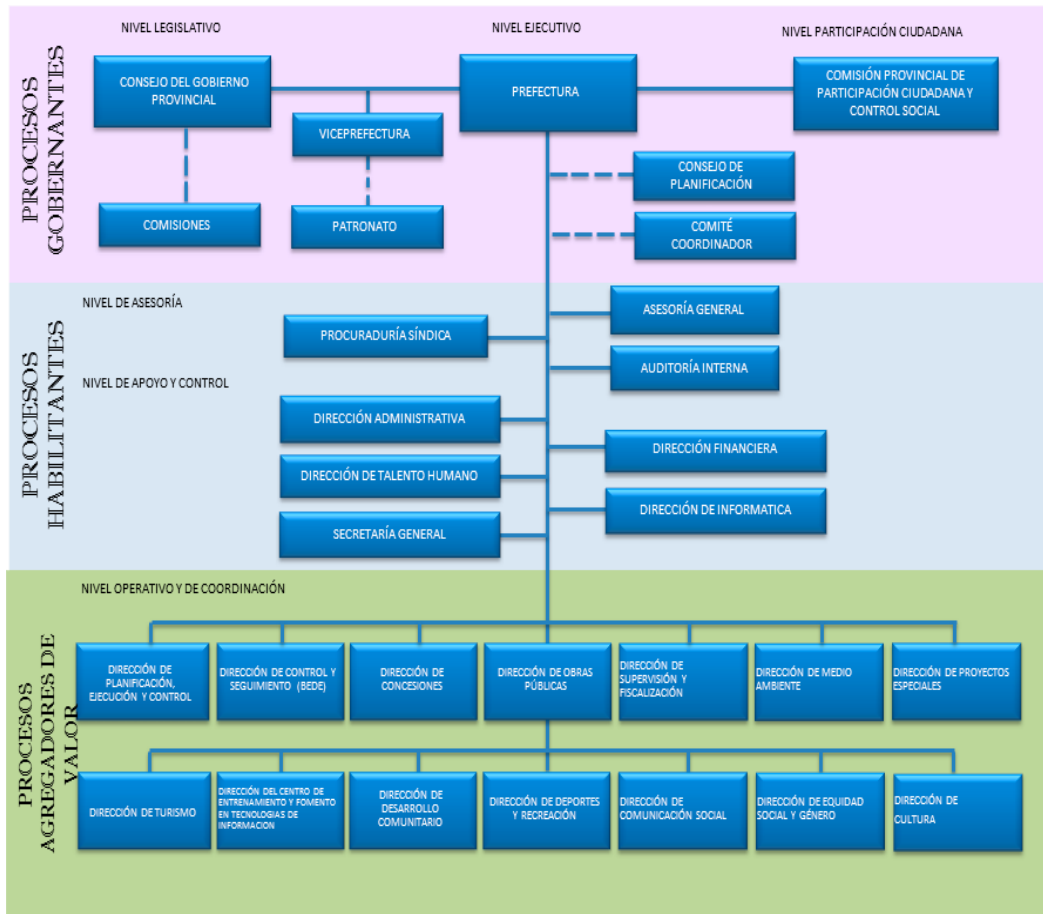 NIVEL LEGISLATIVO
NIVEL EJECUTIVO
NIVEL PARTICIPACIÓN CIUDADANA
PROCESOS
GOBERNANTES
CONSEJO DEL GOBIERNO
PROVINCIAL
PREFECTURA
COMISIÓN PROVINCIAL DE
PARTICIPACIÓN CIUDADANA Y
CONTROL SOCIAL
VICEPREFECTURA
CONSEJO DE
PLANIFICACIÓN
COMISIONES
PATRONATO
COMITÉ
COORDINADOR
PROCESOS
HABILITANTES
NIVEL DE ASESORÍA
ASESORÍA GENERAL
PROCURADURÍA SÍNDICA
AUDITORÍA INTERNA
NIVEL DE APOYO Y CONTROL
DIRECCIÓN ADMINISTRATIVA
DIRECCIÓN FINANCIERA
DIRECCIÓN DE TALENTO HUMANO
DIRECCIÓN DE INFORMATICA
SECRETARÍA GENERAL
PROCESOS
AGREGADORES DE
VALOR
NIVEL OPERATIVO Y DE COORDINACIÓN
DIRECCIÓN DE
PLANIFICACIÓN,
EJECUCIÓN Y CONTROL
DIRECCIÓN DE CONTROL Y
SEGUIMIENTO (BEDE)
DIRECCIÓN DE
CONCESIONES
DIRECCIÓN DE OBRAS
PÚBLICAS
DIRECCIÓN DE
SUPERVISIÓN Y
FISCALIZACIÓN
DIRECCIÓN DE MEDIO
AMBIENTE
DIRECCIÓN DE PROYECTOS
ESPECIALES
DIRECCIÓN DE TURISMO
DIRECCIÓN DEL CENTRO DE
ENTRENAMIENTO Y FOMENTO
EN TECNOLOGIAS DE
INFORMACION
DIRECCIÓN DE
DESARROLLO
COMUNITARIO
DIRECCIÓN DE DEPORTES
Y RECREACIÓN
DIRECCIÓN DE
COMUNICACIÓN SOCIAL
DIRECCIÓN DE EQUIDAD
SOCIAL Y GÉNERO
DIRECCIÓN DE
CULTURA